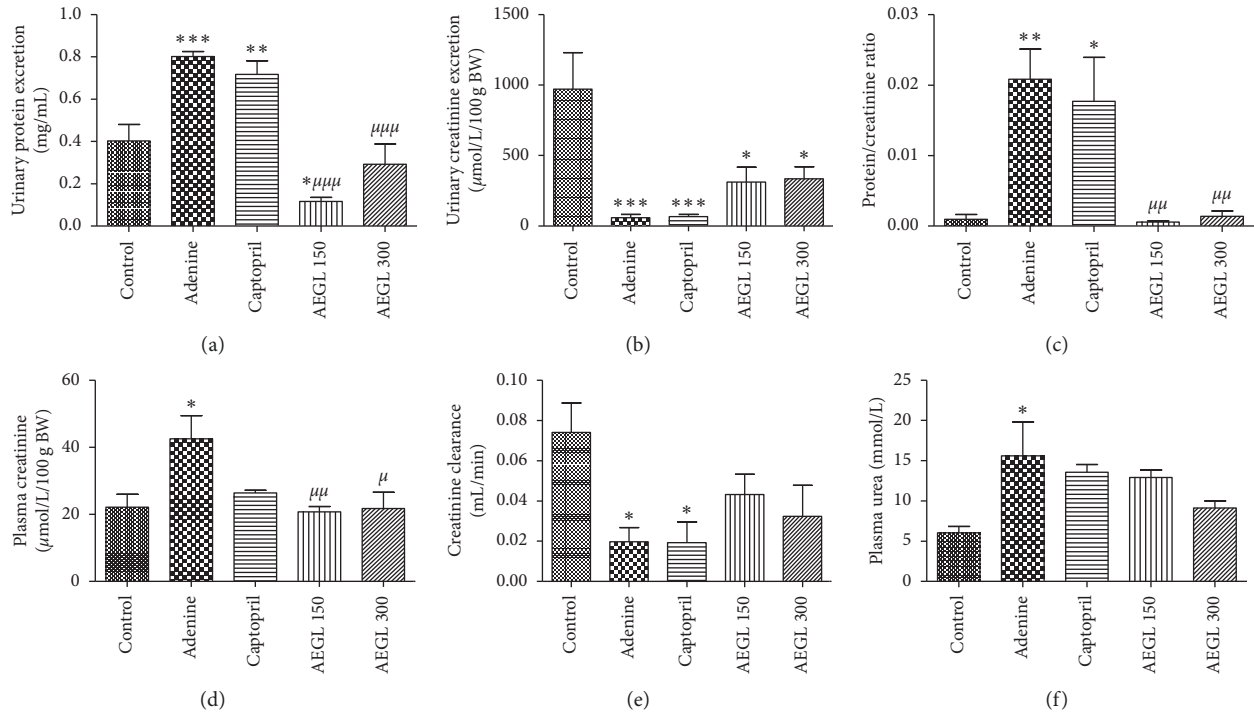 Urinary protein excretion
(mg/mL)
1.0
0.8
0.6
0.4
0.2
0.0
***
**
*μμμ
μμμ
Control
Adenine
Captopril
AEGL 150
AEGL 300
(a)
Urinary creatinine excretion
(μmol/L/100 g BW)
1500
1000
500
0
***
***
*
*
Control
Adenine
Captopril
AEGL 150
AEGL 300
(b)
Protein/creatinine ratio
0.03
0.02
0.01
0.00
**
*
μμ
μμ
Control
Adenine
Captopril
AEGL 150
AEGL 300
(c)
Plasma creatinine
(μmol/L/100 g BW)
60
40
20
0
*
μμ
μ
Control
Adenine
Captopril
AEGL 150
AEGL 300
(d)
Creatinine clearance
(mL/min)
0.10
0.08
0.06
0.04
0.02
0.00
*
*
Control
Adenine
Captopril
AEGL 150
AEGL 300
(e)
Plasma urea (mmol/L)
25
20
15
10
5
0
*
Control
Adenine
Captopril
AEGL 150
AEGL 300
(f)